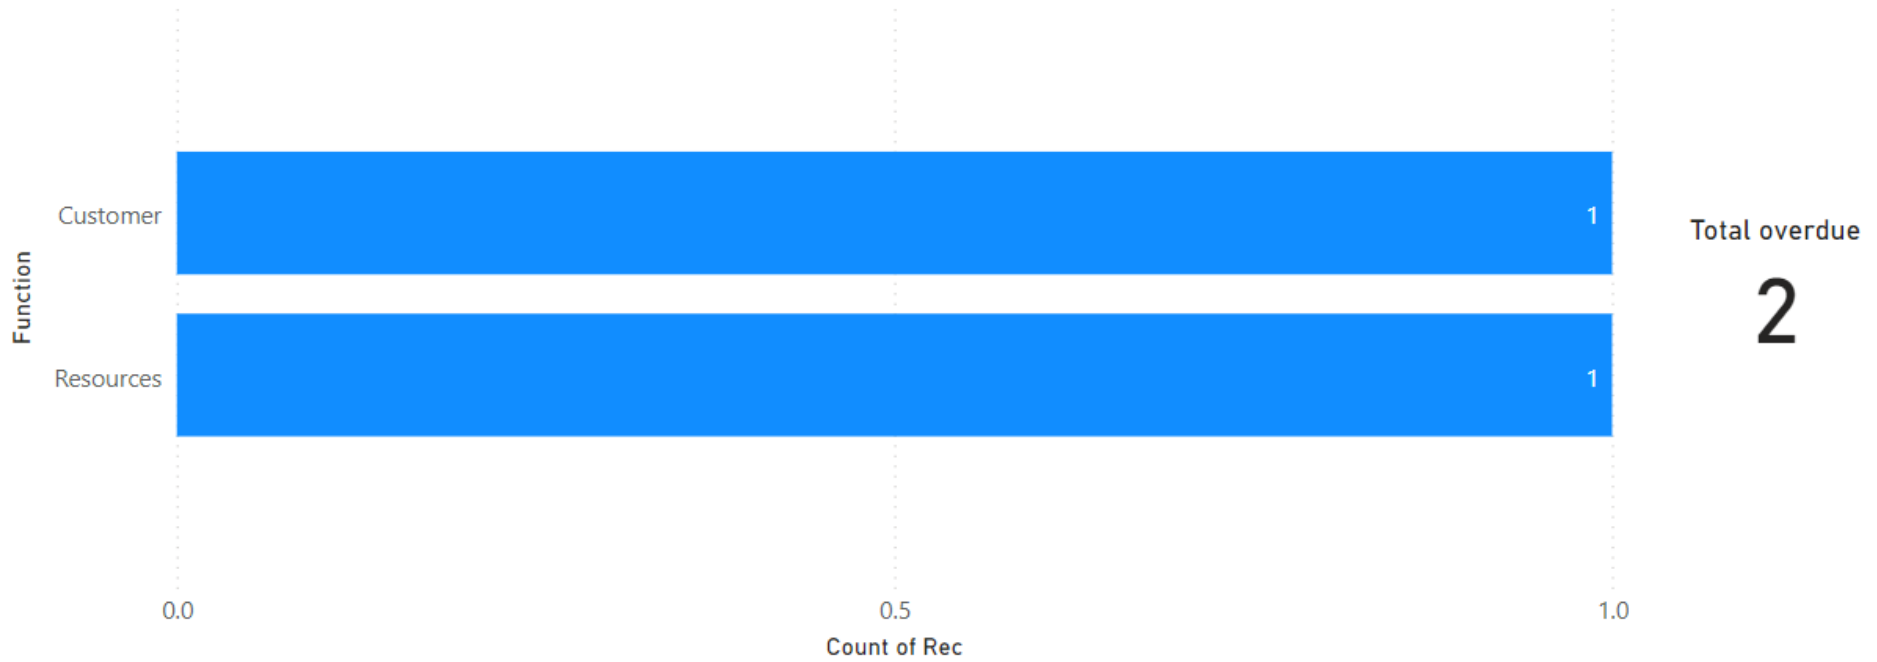 Function
Customer
1
Resources
1
0.0
0.5
1.0
Count of Rec
Total overdue
2